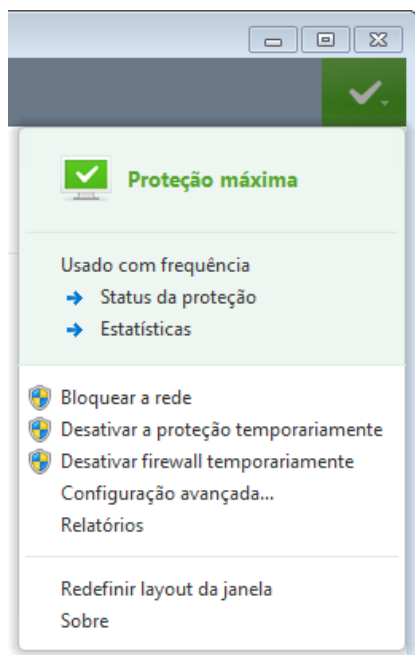 Proteção máxima
Usado com frequência
Status da proteção
Estatísticas
Bloquear a rede
Desativar a proteção temporariamente
Desativar firewall temporariamente
Configuração avançada...
Relatórios
Redefinir layout da janela
Sobre